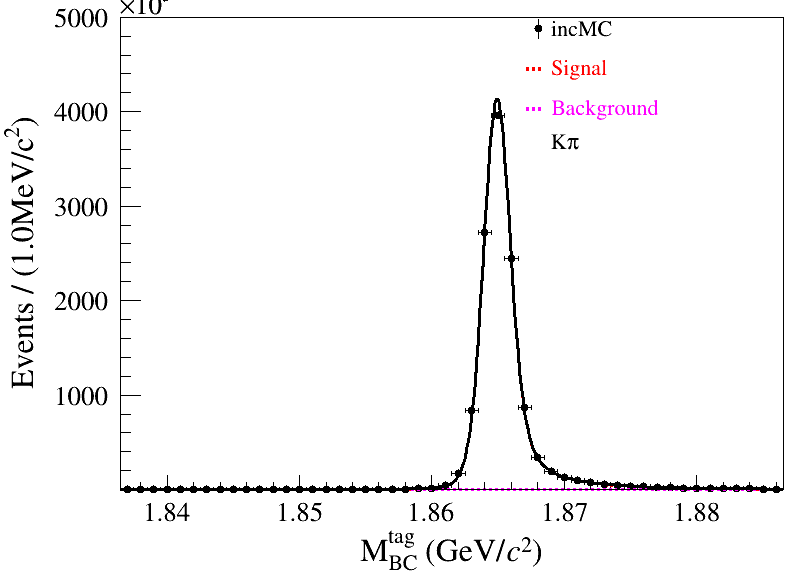 ×10
5000
4000
3000
2000
1000
Events / (1.0MeV/c²)
incMC
Signal
Background
Kπ
1.84 1.85 1.86 1.87 1.88
M_BC^tag (GeV/c²)